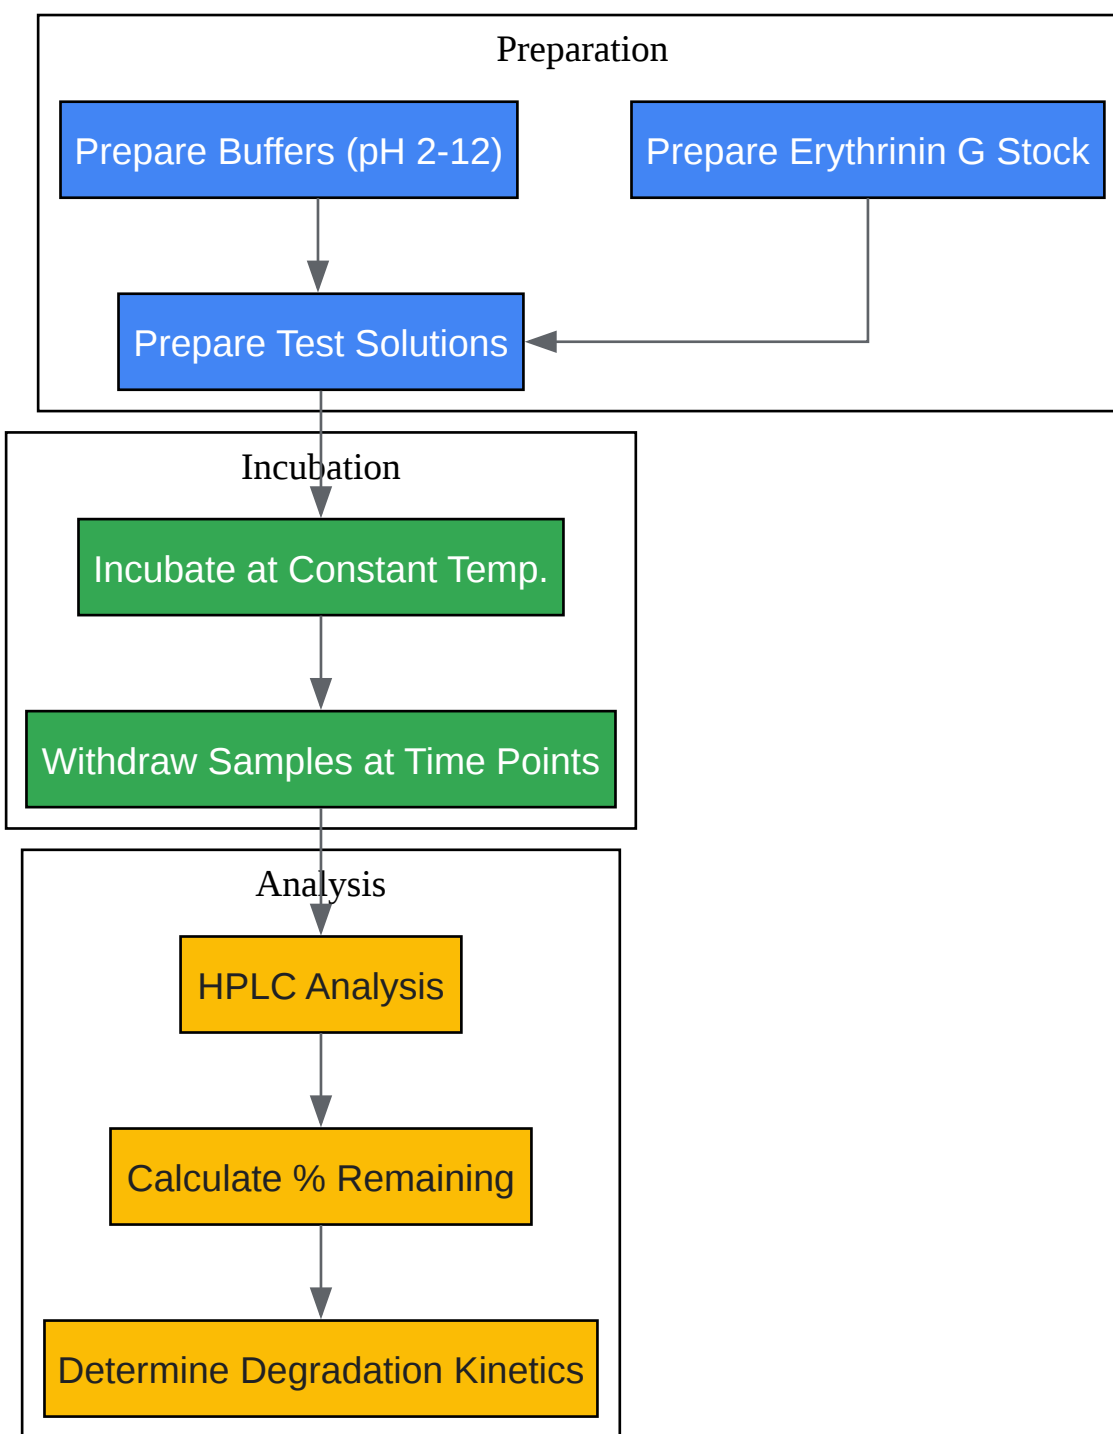 Preparation
Prepare Buffers (pH 2-12)
Prepare Erythrinin G Stock
Prepare Test Solutions
Incubation
Incubate at Constant Temp.
Withdraw Samples at Time Points
Analysis
HPLC Analysis
Calculate % Remaining
Determine Degradation Kinetics